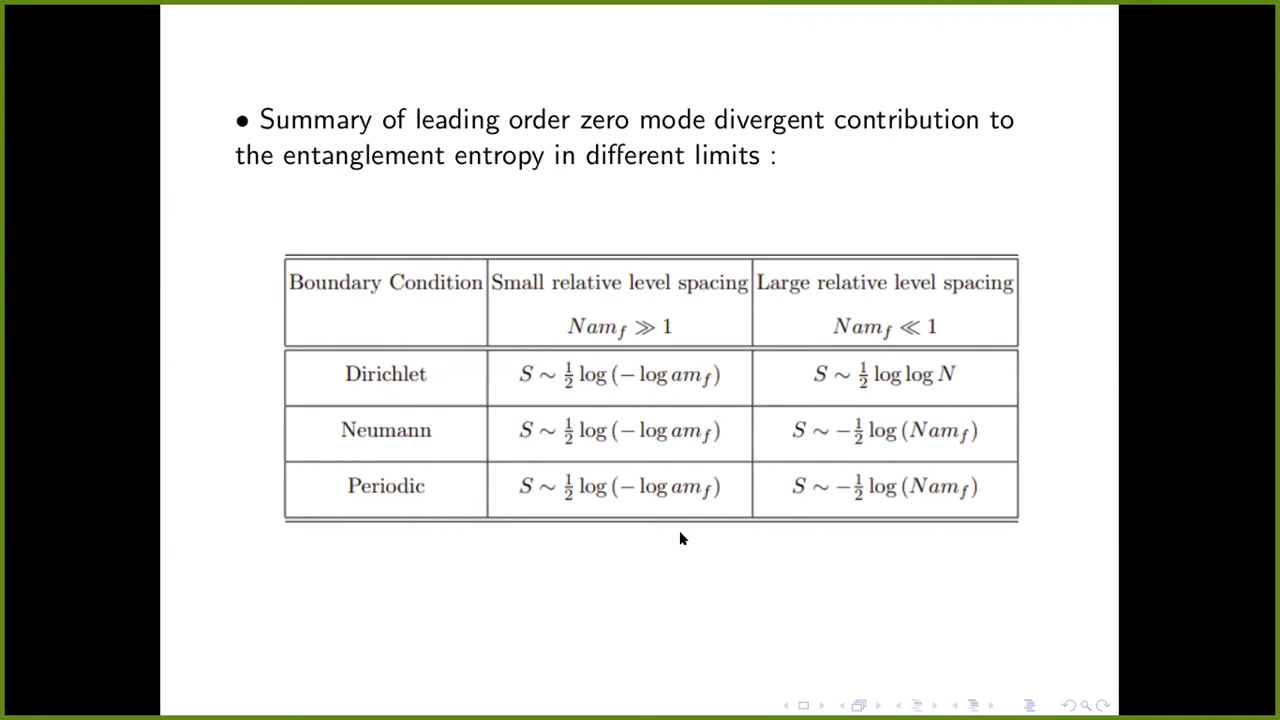 • Summary of leading order zero mode divergent contribution to
the entanglement entropy in different limits :
Boundary Condition Small relative level spacing Large relative level spacing
Nam_f ≫ 1 Nam_f ≪ 1
Dirichlet S ∼ ½ log (− log am_f) S ∼ ½ log log N
Neumann S ∼ ½ log (− log am_f) S ∼ −½ log (Nam_f)
Periodic S ∼ ½ log (− log am_f) S ∼ −½ log (Nam_f)